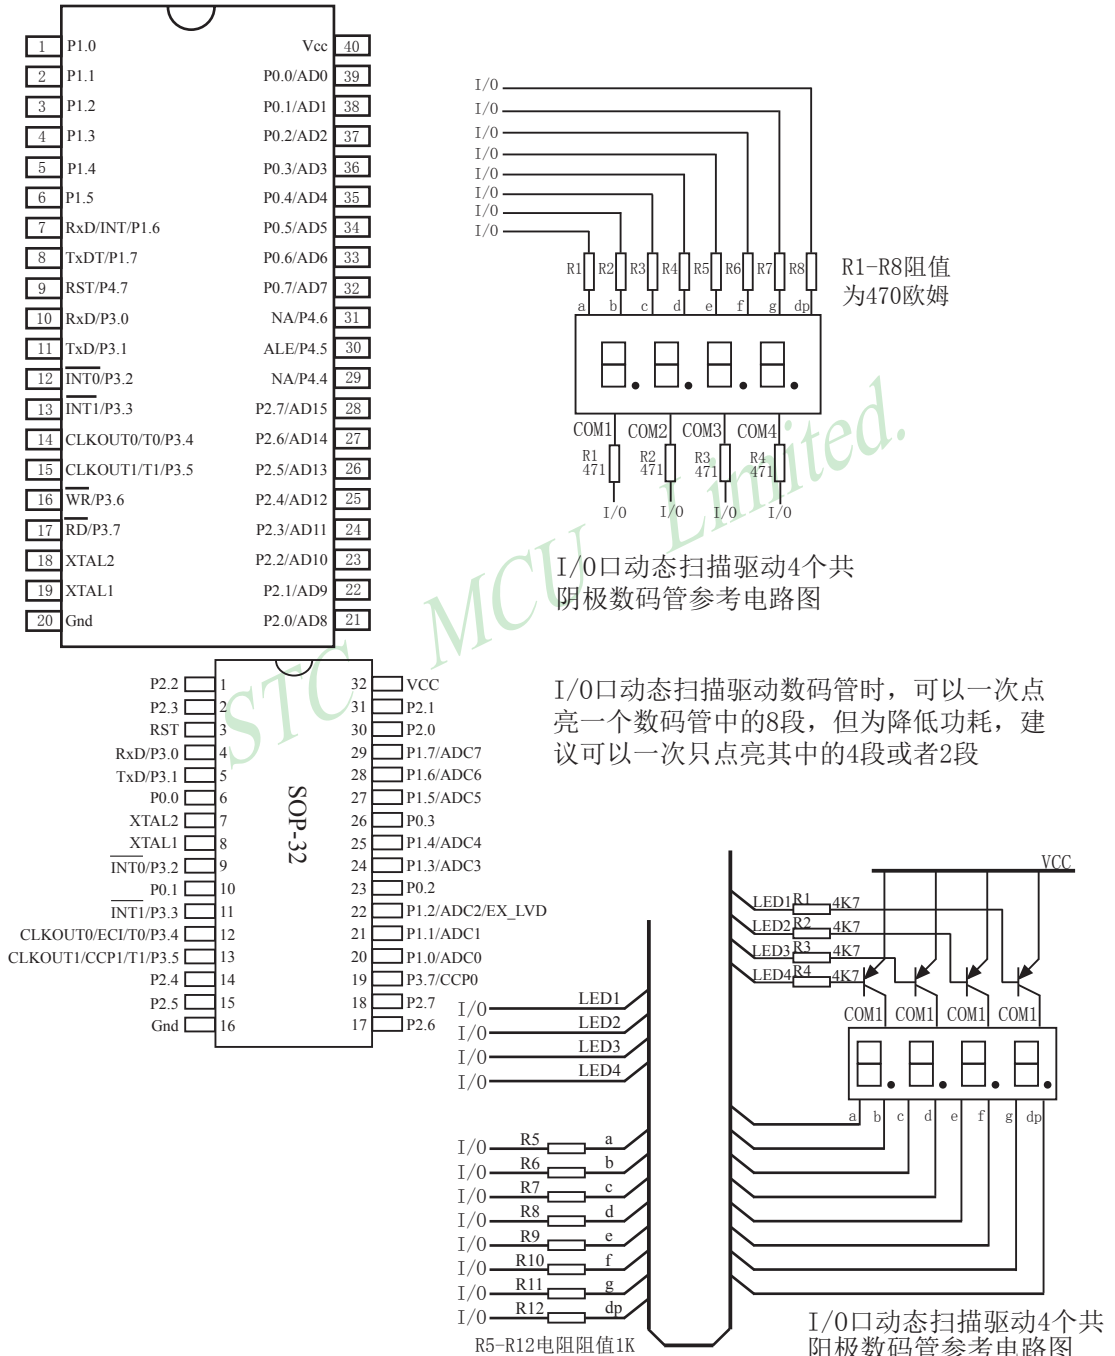 1 P1.0 Vcc 40
2 P1.1 P0.0/AD0 39
3 P1.2 P0.1/AD1 38
4 P1.3 P0.2/AD2 37
5 P1.4 P0.3/AD3 36
6 P1.5 P0.4/AD4 35
7 RxD/INT/P1.6 P0.5/AD5 34
8 TxDT/P1.7 P0.6/AD6 33
9 RST/P4.7 P0.7/AD7 32
10 RxD/P3.0 NA/P4.6 31
11 TxD/P3.1 ALE/P4.5 30
12 INT0/P3.2 NA/P4.4 29
13 INT1/P3.3 P2.7/AD15 28
14 CLKOUT0/T0/P3.4 P2.6/AD14 27
15 CLKOUT1/T1/P3.5 P2.5/AD13 26
16 WR/P3.6 P2.4/AD12 25
17 RD/P3.7 P2.3/AD11 24
18 XTAL2 P2.2/AD10 23
19 XTAL1 P2.1/AD9 22
20 Gnd P2.0/AD8 21
I/O
I/O
I/O
I/O
I/O
I/O
I/O
I/O
R1 R2 R3 R4 R5 R6 R7 R8
R1-R8阻值
为470欧姆
a b c d e f g dp
COM1 COM2 COM3 COM4
R1 R2 R3 R4
471 471 471 471
I/O I/O I/O I/O
I/O口动态扫描驱动4个共
阴极数码管参考电路图
STC MCU Limited.
P2.2 1 32 VCC
P2.3 2 31 P2.1
RST 3 30 P2.0
RxD/P3.0 4 29 P1.7/ADC7
TxD/P3.1 5 28 P1.6/ADC6
P0.0 6 27 P1.5/ADC5
XTAL2 7 26 P0.3
XTAL1 8 25 P1.4/ADC4
INT0/P3.2 9 24 P1.3/ADC3
P0.1 10 23 P0.2
INT1/P3.3 11 22 P1.2/ADC2/EX_LVD
CLKOUT0/ECI/T0/P3.4 12 21 P1.1/ADC1
CLKOUT1/CCP1/T1/P3.5 13 20 P1.0/ADC0
P2.4 14 19 P3.7/CCP0
P2.5 15 18 P2.7
Gnd 16 17 P2.6
SOP-32
I/O口动态扫描驱动数码管时，可以一次点
亮一个数码管中的8段，但为降低功耗，建
议可以一次只点亮其中的4段或者2段
VCC
LED1 R1 4K7
LED2 R2 4K7
LED3 R3 4K7
LED4 R4 4K7
COM1 COM1 COM1 COM1
a b c d e f g dp
I/O LED1
I/O LED2
I/O LED3
I/O LED4
I/O R5 a
I/O R6 b
I/O R7 c
I/O R8 d
I/O R9 e
I/O R10 f
I/O R11 g
I/O R12 dp
R5-R12电阻阻值1K
I/O口动态扫描驱动4个共
阳极数码管参考电路图